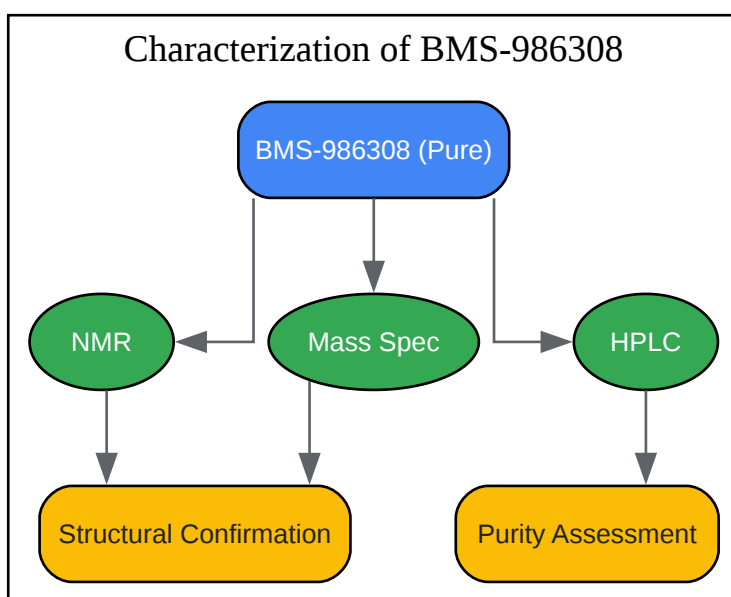 Characterization of BMS-986308
BMS-986308 (Pure)
NMR
Mass Spec
HPLC
Structural Confirmation
Purity Assessment